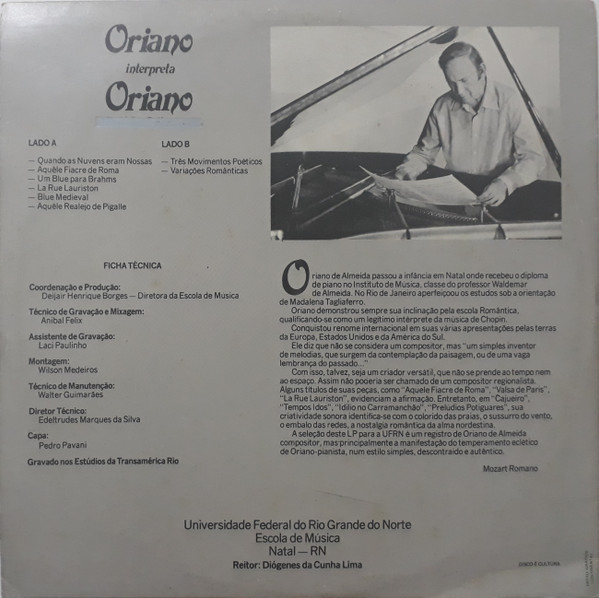 Oriano
interpreta
Oriano
LADO A
— Quando as Nuvens eram Nossas
— Aquêle Fiacre de Roma
— Um Blue para Brahms
— La Rue Lauriston
— Blue Medieval
— Aquêle Realejo de Pigalle
LADO B
— Três Movimentos Poéticos
— Variações Românticas
FICHA TÉCNICA
Coordenação e Produção:
Deijair Henrique Borges — Diretora da Escola de Música
Técnico de Gravação e Mixagem:
Anibal Felix
Assistente de Gravação:
Laci Paulinho
Montagem:
Wilson Medeiros
Técnico de Manutenção:
Walter Guimarães
Diretor Técnico:
Edeltrudes Marques da Silva
Capa:
Pedro Pavani
Gravado nos Estúdios da Transamérica Rio
Oriano de Almeida passou a infância em Natal onde recebeu o diploma
de piano no Instituto de Música, classe do professor Waldemar
de Almeida. No Rio de Janeiro aperfeiçoou os estudos sob a orientação
de Madalena Tagliaferro.
Oriano demonstrou sempre sua inclinação pela escola Romântica,
qualificando-se como um legítimo intérprete da música de Chopin.
Conquistou renome internacional em suas várias apresentações pelas terras
da Europa, Estados Unidos e da América do Sul.
Ele diz que não se considera um compositor, mas "um simples inventor
de melodias, que surgem da contemplação da paisagem, ou de uma vaga
lembrança do passado..."
Com isso, talvez, seja um criador versátil, que não se prende ao tempo nem
ao espaço. Assim não poderia ser chamado de um compositor regionalista.
Alguns títulos de suas peças, como "Aquele Fiacre de Roma", "Valsa de Paris",
"La Rue Lauriston", evidenciam a afirmação. Entretanto, em "Cajueiro",
"Tempos Idos", "Idílio no Carramanchão", "Prelúdios Potiguares", sua
criatividade sonora identifica-se com o colorido das praias, o sussurro do vento,
o embalo das redes, a nostalgia romântica da alma nordestina.
A seleção deste LP para a UFRN é um registro de Oriano de Almeida
compositor, mas principalmente a manifestação do temperamento eclético
de Oriano-pianista, num estilo simples, descontraido e autêntico.
Mozart Romano
Universidade Federal do Rio Grande do Norte
Escola de Música
Natal — RN
Reitor: Diógenes da Cunha Lima
DISCO É CULTURA